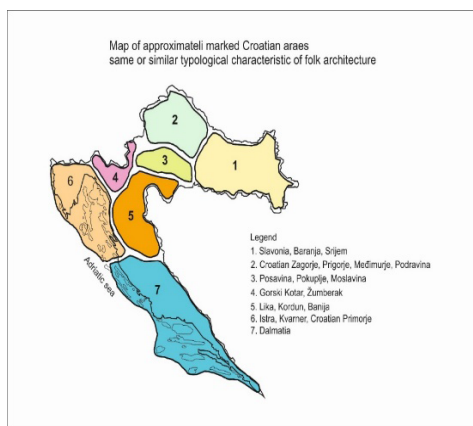 Map of approximateli marked Croatian araes
same or similar typological characteristic of folk architecture
2
1
3
4
6
5
Legend
1. Slavonia, Baranja, Srijem
2. Croatian Zagorje, Prigorje, Međimurje, Podravina
3. Posavina, Pokuplje, Moslavina
4. Gorski Kotar, Žumberak
5. Lika, Kordun, Banija
6. Istra, Kvarner, Croatian Primorje
7. Dalmatia
Adriatic sea
7